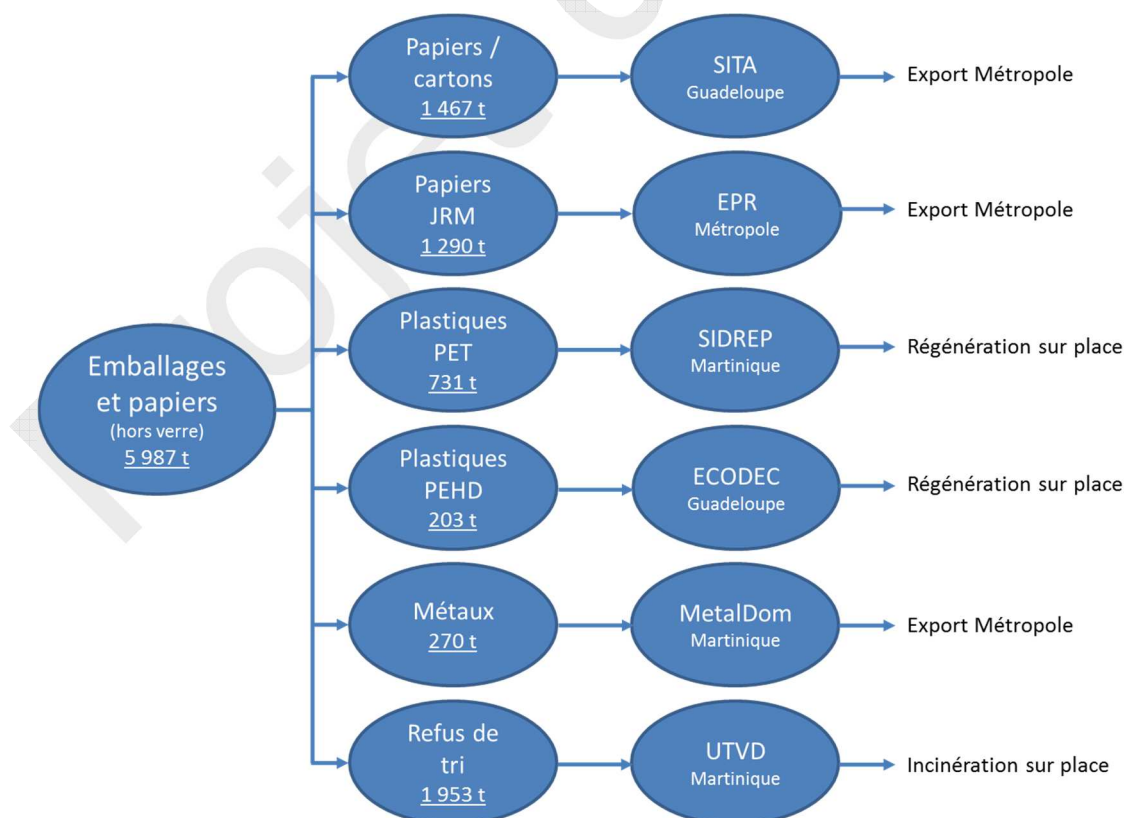 Papiers /
cartons
1 467 t
SITA
Guadeloupe
Export Métropole
Papiers
JRM
1 290 t
EPR
Métropole
Export Métropole
Plastiques
PET
731 t
SIDREP
Martinique
Régénération sur place
Emballages
et papiers
(hors verre)
5 987 t
Plastiques
PEHD
203 t
ECODEC
Guadeloupe
Régénération sur place
Métaux
270 t
MetalDom
Martinique
Export Métropole
Refus de
tri
1 953 t
UTVD
Martinique
Incinération sur place